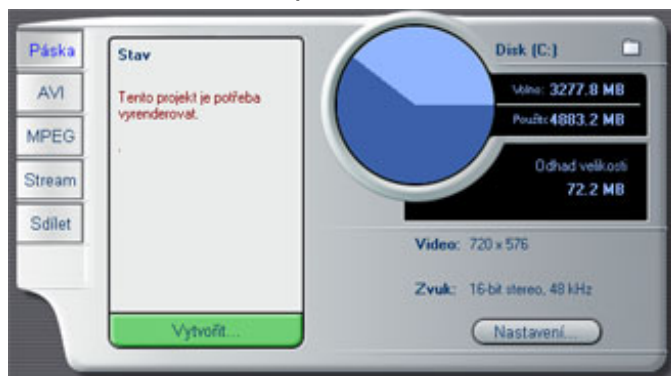 Páska
AVI
MPEG
Stream
Sdílet
Stav
Tento projekt je potřeba
vyrenderovat.
.
Vytvořit...
Disk (C:)
Volno: 3277.8 MB
Použito: 4883.2 MB
Odhad velikosti
72.2 MB
Video: 720 x 576
Zvuk: 16-bit stereo, 48 kHz
Nastavení...